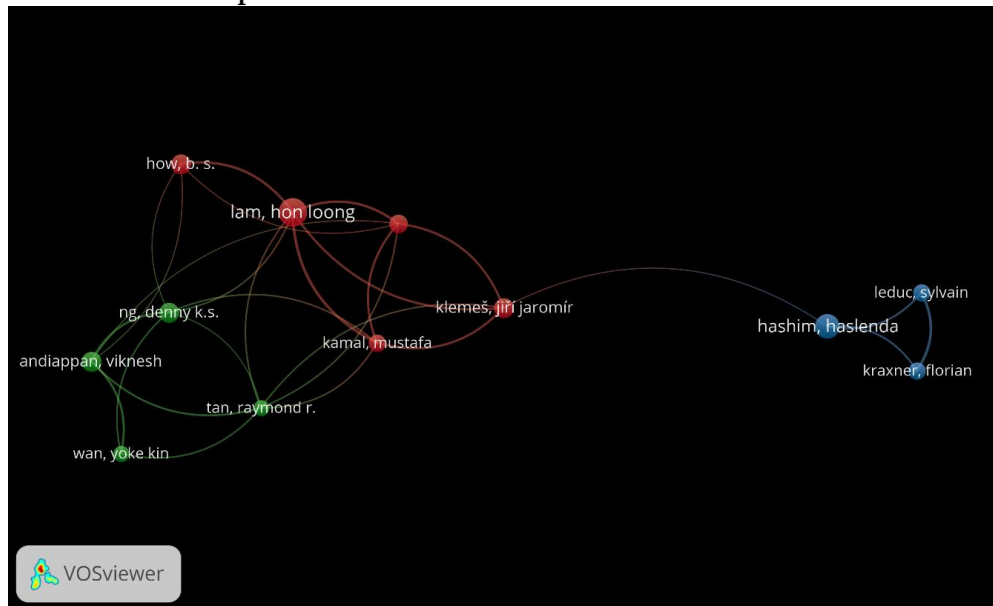 how, b. s.
lam, hon loong
leduc, sylvain
klemeš, jiří jaromír
ng, denny k.s.
hashim, haslenda
kamal, mustafa
andiappan, viknesh
kraxner, florian
tan, raymond r.
wan, yoke kin
VOSviewer